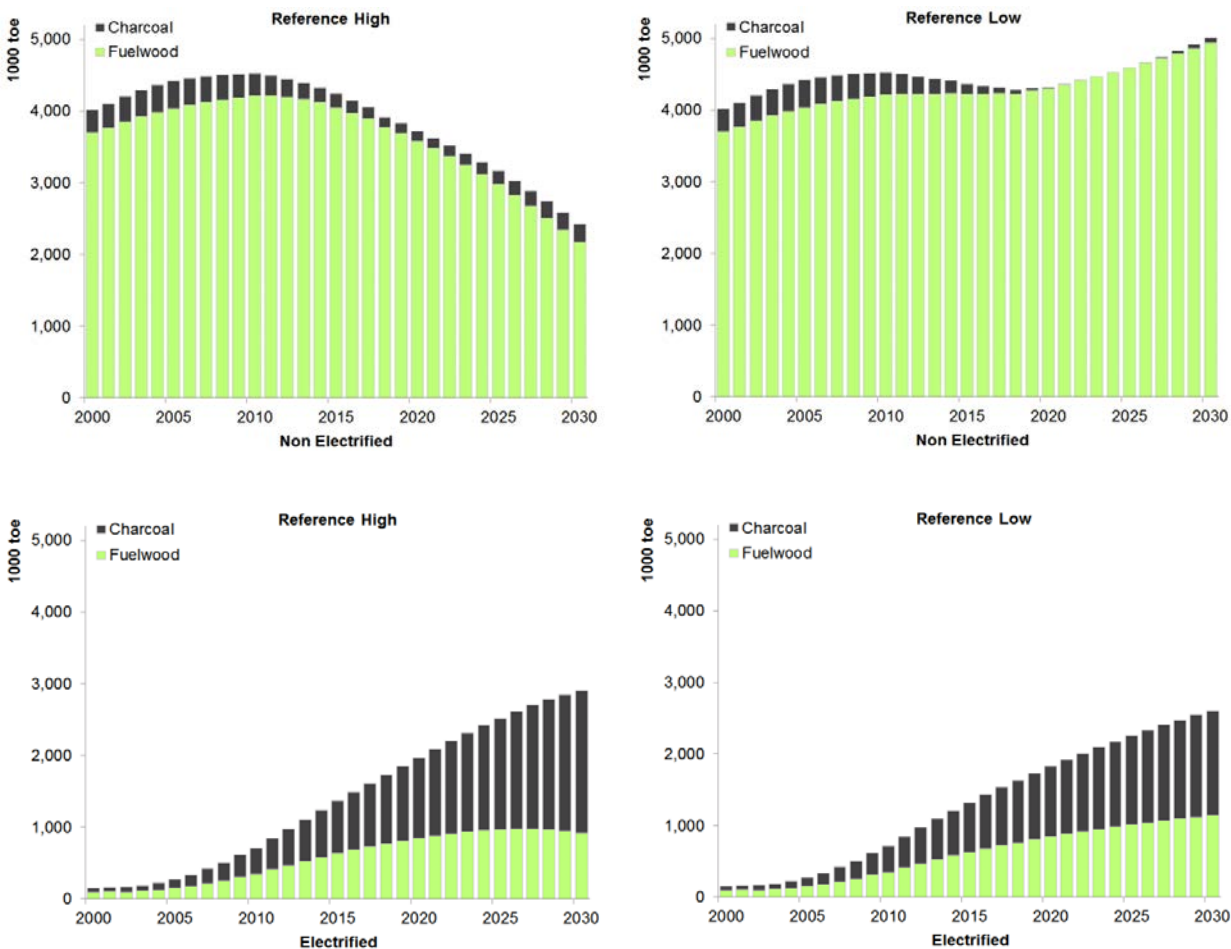 Reference High
Charcoal
Fuelwood
1000 toe
5,000
4,000
3,000
2,000
1,000
0
2000 2005 2010 2015 2020 2025 2030
Non Electrified
Reference Low
Charcoal
Fuelwood
1000 toe
5,000
4,000
3,000
2,000
1,000
0
2000 2005 2010 2015 2020 2025 2030
Non Electrified
Reference High
Charcoal
Fuelwood
1000 toe
5,000
4,000
3,000
2,000
1,000
0
2000 2005 2010 2015 2020 2025 2030
Electrified
Reference Low
Charcoal
Fuelwood
1000 toe
5,000
4,000
3,000
2,000
1,000
0
2000 2005 2010 2015 2020 2025 2030
Electrified